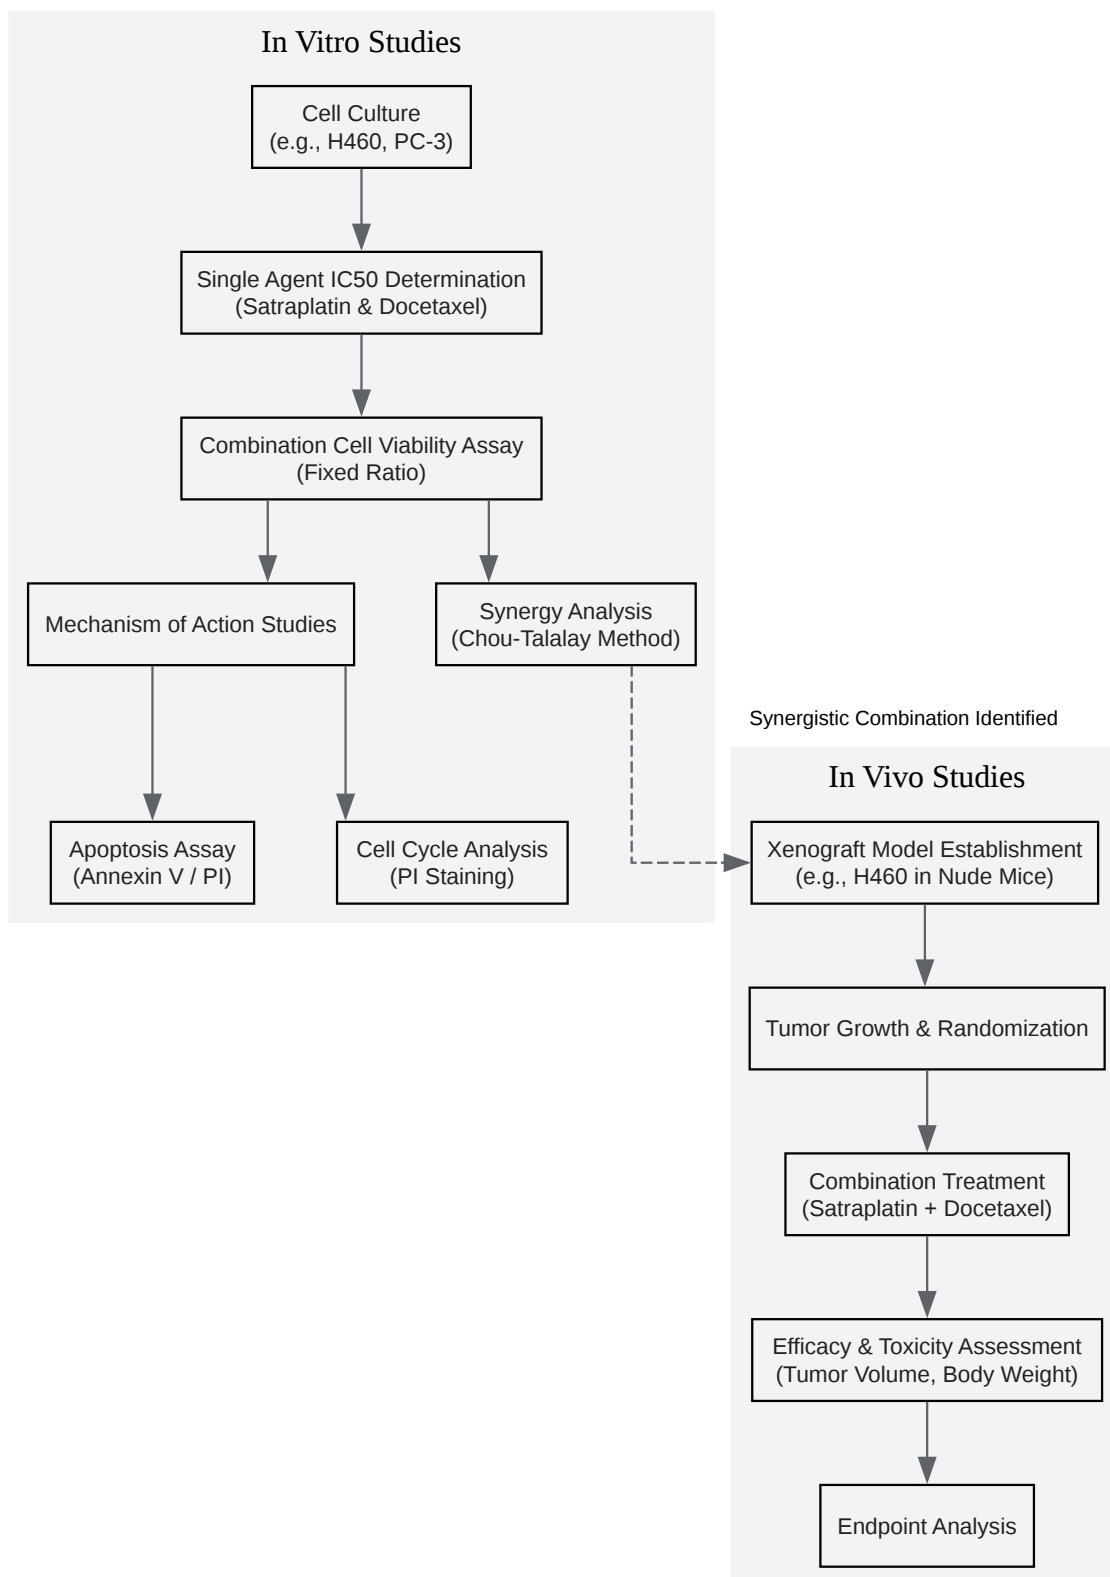 In Vitro Studies
Cell Culture
(e.g., H460, PC-3)
Single Agent IC50 Determination
(Satraplatin & Docetaxel)
Combination Cell Viability Assay
(Fixed Ratio)
Mechanism of Action Studies
Synergy Analysis
(Chou-Talalay Method)
Apoptosis Assay
(Annexin V / PI)
Cell Cycle Analysis
(PI Staining)
Synergistic Combination Identified
In Vivo Studies
Xenograft Model Establishment
(e.g., H460 in Nude Mice)
Tumor Growth & Randomization
Combination Treatment
(Satraplatin + Docetaxel)
Efficacy & Toxicity Assessment
(Tumor Volume, Body Weight)
Endpoint Analysis